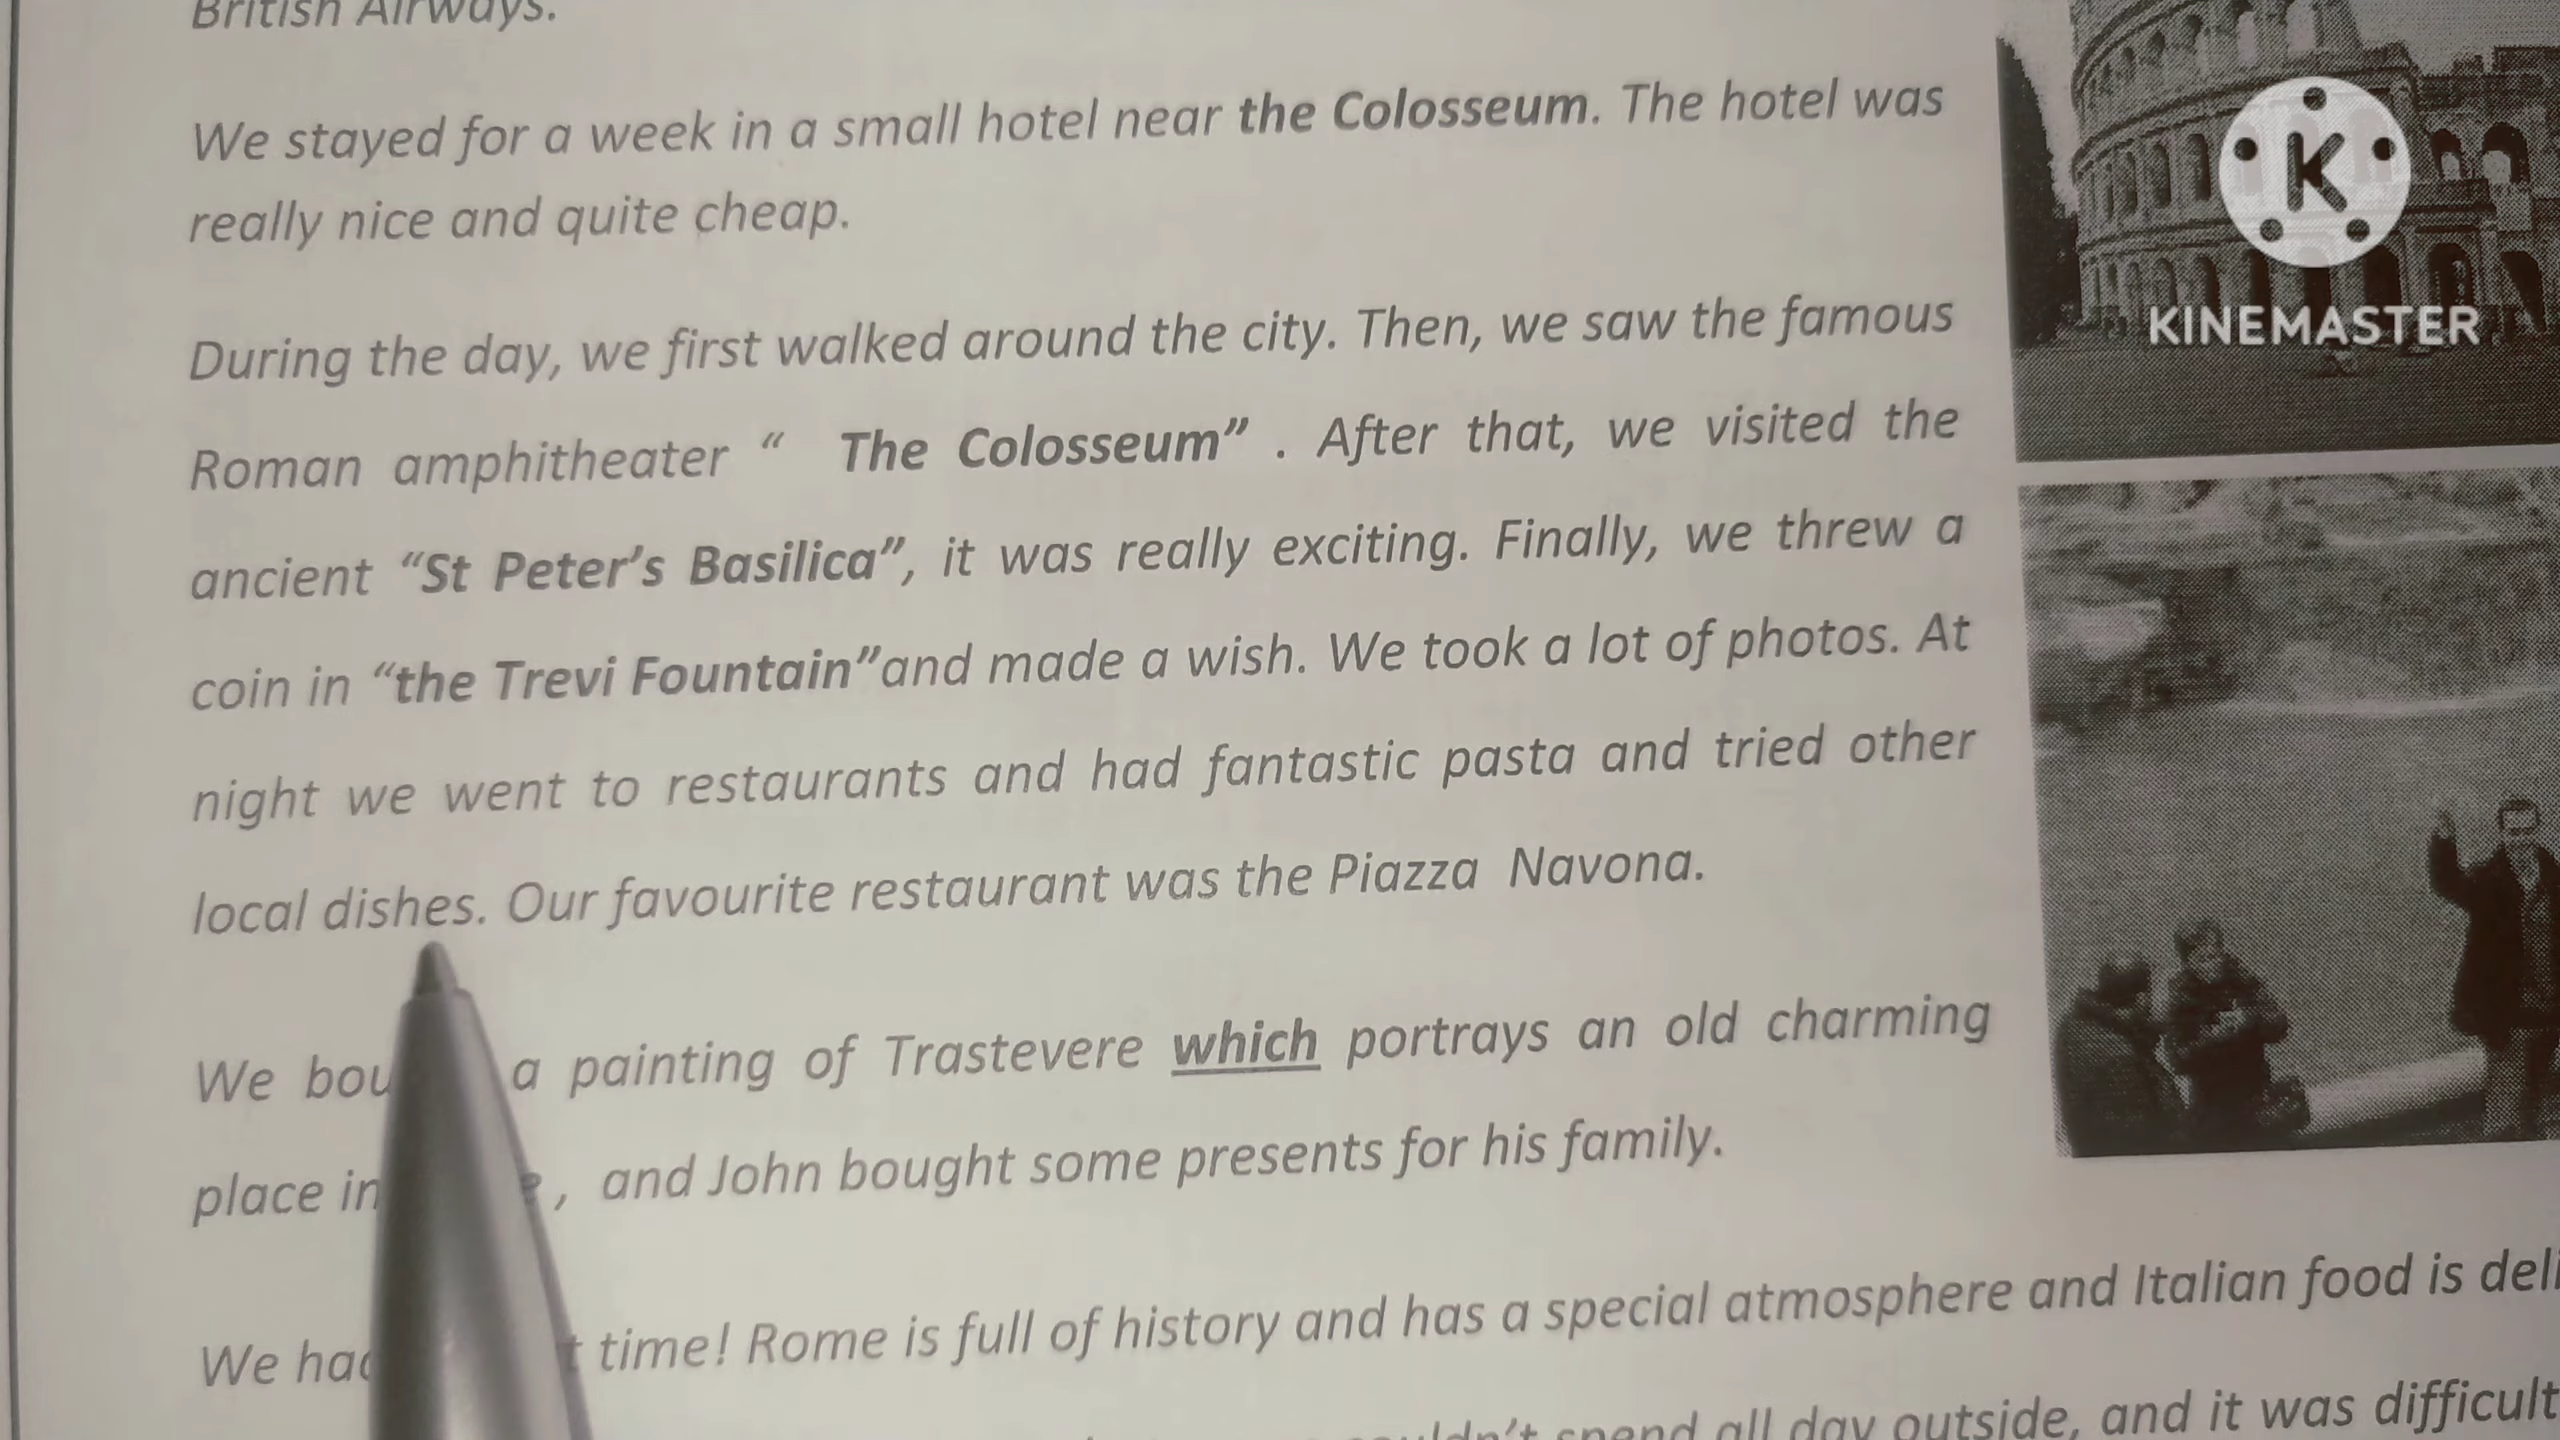 British Airways.
We stayed for a week in a small hotel near the Colosseum. The hotel was
really nice and quite cheap.
During the day, we first walked around the city. Then, we saw the famous
Roman amphitheater “ The Colosseum” . After that, we visited the
ancient “St Peter’s Basilica”, it was really exciting. Finally, we threw a
coin in “the Trevi Fountain”and made a wish. We took a lot of photos. At
night we went to restaurants and had fantastic pasta and tried other
local dishes. Our favourite restaurant was the Piazza Navona.
We a painting of Trastevere which portrays an old charming
place in , and John bought some presents for his family.
We time! Rome is full of history and has a special atmosphere and Italian food is
spend all day outside, and it was difficult
K
KINEMASTER